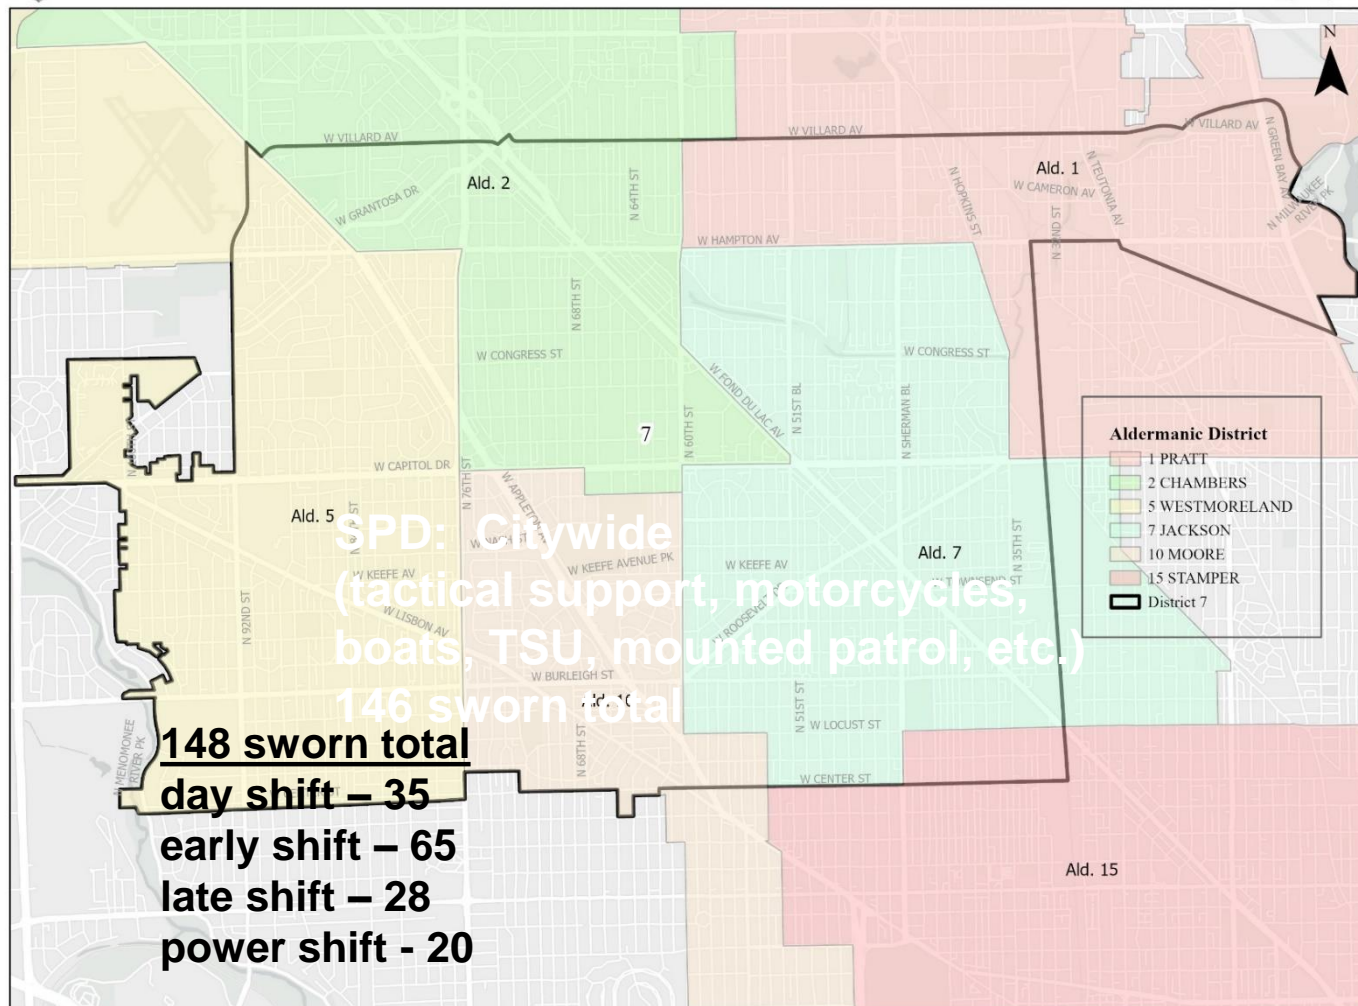 N
W VILLARD AV
W VILLARD AV
W VILLARD AV
N GREEN BAY AV
Ald. 2
Ald. 1
W GRANTOSA DR
N 64TH ST
N HOPKINS ST
W CAMERON AV
N TEUTONIA AV
N 32ND ST
N MILWAUKEE
RIVER PK
W HAMPTON AV
N 68TH ST
W CONGRESS ST
W CONGRESS ST
W FOND DU LAC AV
N 51ST BL
N SHERMAN BL
7
N 60TH ST
Aldermanic District
1 PRATT
2 CHAMBERS
5 WESTMORELAND
7 JACKSON
10 MOORE
15 STAMPER
District 7
W CAPITOL DR
N 76TH ST
W APPLETON
Ald. 5
SPD: Citywide
(tactical support, motorcycles,
boats, TSU, mounted patrol, etc.)
146 sworn total
W KEEFE AVENUE PK
W KEEFE AV
W KEEFE AV
Ald. 7
N 35TH ST
W TOWNSEND ST
W LISBON AV
N 92ND ST
W BURLEIGH ST
Ald. 10
N 51ST ST
W LOCUST ST
N 68TH ST
W CENTER ST
N MENOMONEE
RIVER PK
148 sworn total
day shift – 35
early shift – 65
late shift – 28
power shift - 20
Ald. 15